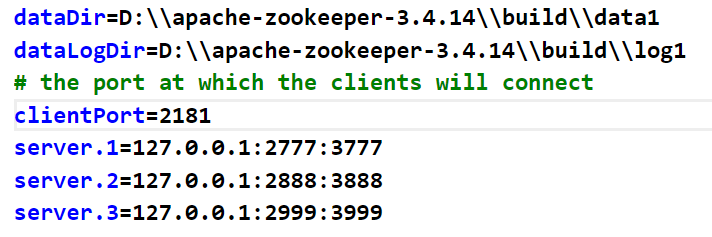 dataDir=D:\\apache-zookeeper-3.4.14\\build\\data1
dataLogDir=D:\\apache-zookeeper-3.4.14\\build\\log1
# the port at which the clients will connect
clientPort=2181
server.1=127.0.0.1:2777:3777
server.2=127.0.0.1:2888:3888
server.3=127.0.0.1:2999:3999